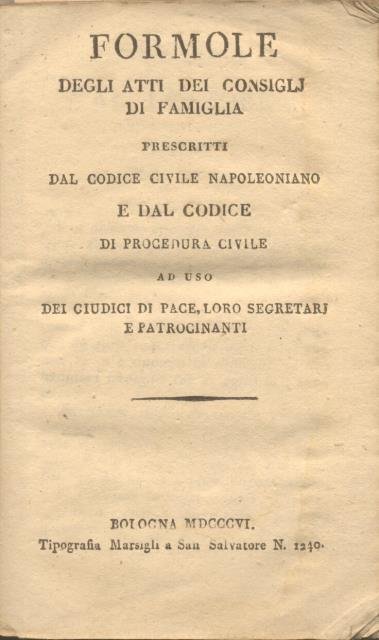 FORMOLE
DEGLI ATTI DEI CONSIGLJ
DI FAMIGLIA
PRESCRITTI
DAL CODICE CIVILE NAPOLEONIANO
E DAL CODICE
DI PROCEDURA CIVILE
AD USO
DEI GIUDICI DI PACE, LORO SEGRETARJ
E PATROCINANTI
BOLOGNA MDCCCVI.
Tipografia Marsigli a San Salvatore N. 1240.